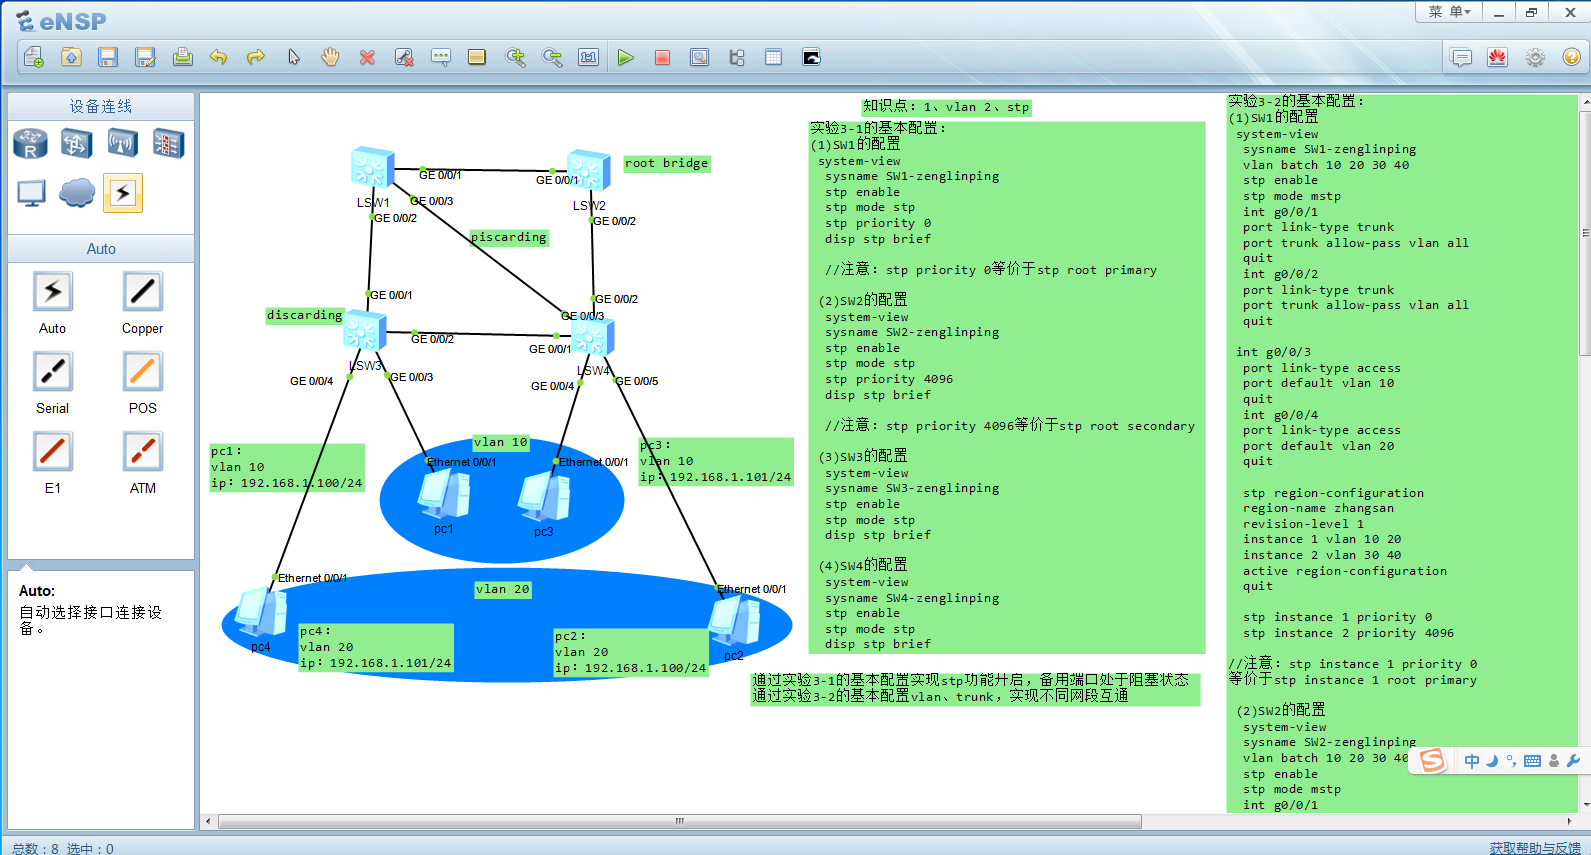 eNSP
菜 单
设备连线
Auto
Auto
Copper
Serial
POS
E1
ATM
Auto:
自动选择接口连接设
备。
root bridge
GE 0/0/1
GE 0/0/1
LSW1
GE 0/0/3
LSW2
GE 0/0/2
GE 0/0/2
piscarding
GE 0/0/1
GE 0/0/2
discarding
GE 0/0/3
GE 0/0/2
GE 0/0/1
LSW3
LSW4
GE 0/0/4
GE 0/0/3
GE 0/0/4
GE 0/0/5
vlan 10
pc1:
vlan 10
ip: 192.168.1.100/24
pc3:
vlan 10
ip: 192.168.1.101/24
Ethernet 0/0/1
Ethernet 0/0/1
pc1
pc3
Ethernet 0/0/1
vlan 20
Ethernet 0/0/1
pc4
pc4:
vlan 20
ip: 192.168.1.101/24
pc2:
vlan 20
ip: 192.168.1.100/24
pc2
知识点: 1、vlan 2、stp
实验3-1的基本配置:
(1)SW1的配置
system-view
sysname SW1-zenglinping
stp enable
stp mode stp
stp priority 0
disp stp brief
//注意: stp priority 0等价于stp root primary
(2)SW2的配置
system-view
sysname SW2-zenglinping
stp enable
stp mode stp
stp priority 4096
disp stp brief
//注意: stp priority 4096等价于stp root secondary
(3)SW3的配置
system-view
sysname SW3-zenglinping
stp enable
stp mode stp
disp stp brief
(4)SW4的配置
system-view
sysname SW4-zenglinping
stp enable
stp mode stp
disp stp brief
通过实验3-1的基本配置实现stp功能开启，备用端口处于阻塞状态
通过实验3-2的基本配置vlan、trunk，实现不同网段互通
实验3-2的基本配置:
(1)SW1的配置
system-view
sysname SW1-zenglinping
vlan batch 10 20 30 40
stp enable
stp mode mstp
int g0/0/1
port link-type trunk
port trunk allow-pass vlan all
quit
int g0/0/2
port link-type trunk
port trunk allow-pass vlan all
quit
int g0/0/3
port link-type access
port default vlan 10
quit
int g0/0/4
port link-type access
port default vlan 20
quit
stp region-configuration
region-name zhangsan
revision-level 1
instance 1 vlan 10 20
instance 2 vlan 30 40
active region-configuration
quit
stp instance 1 priority 0
stp instance 2 priority 4096
//注意: stp instance 1 priority 0
等价于stp instance 1 root primary
(2)SW2的配置
system-view
sysname SW2-zenglinping
vlan batch 10 20 30 40
stp enable
stp mode mstp
int g0/0/1
中
总数: 8 选中: 0
获取帮助与反馈